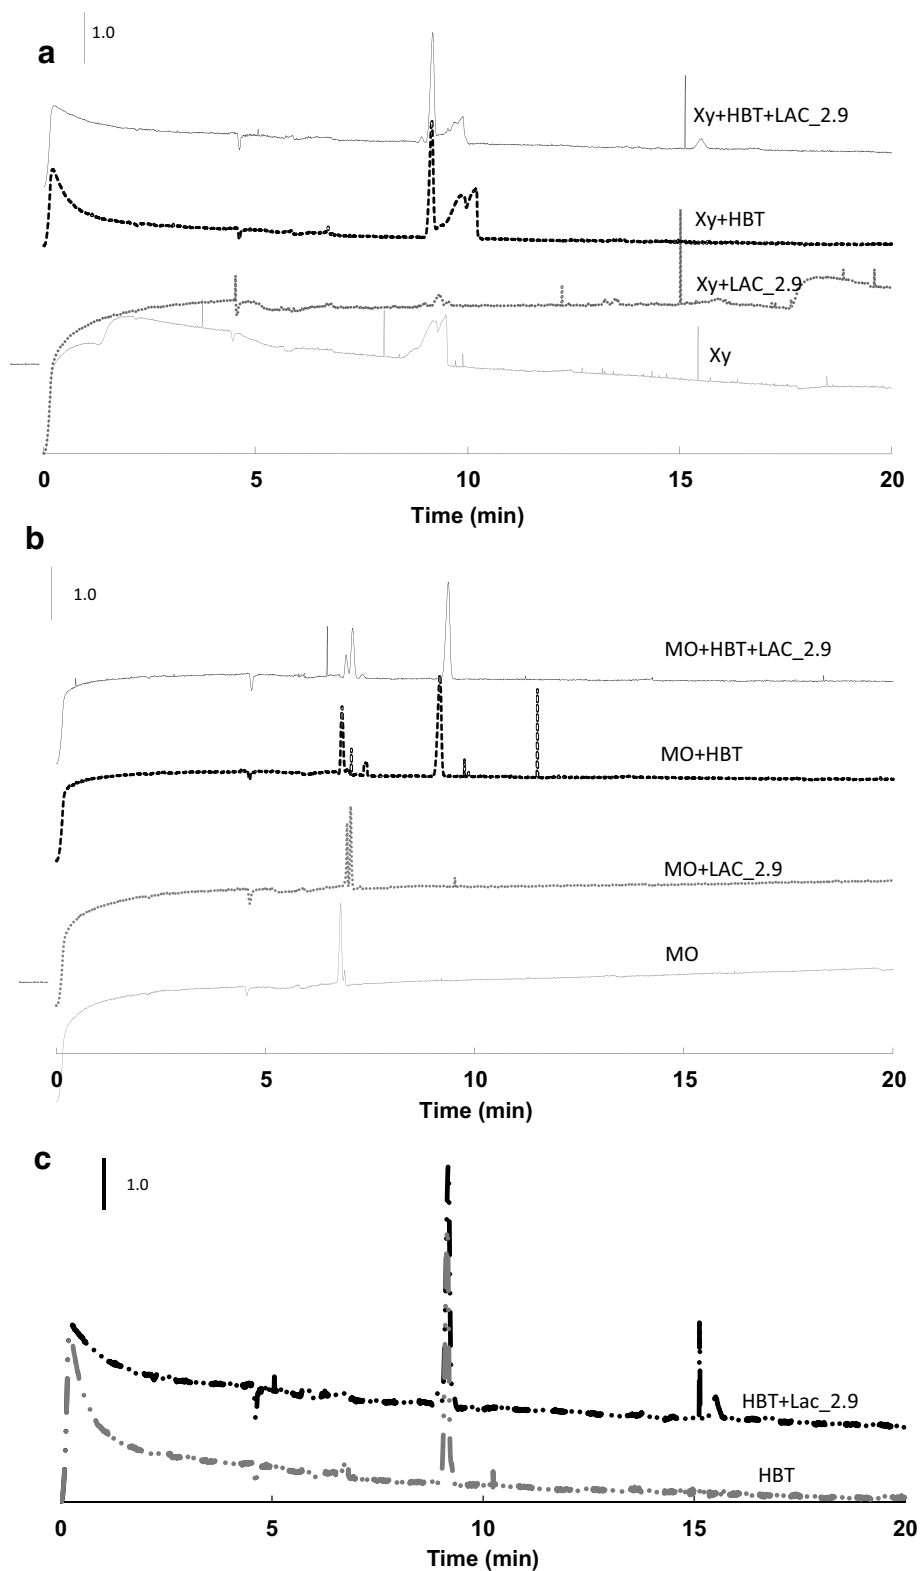 a
1.0
Xy+HBT+LAC_2.9
Xy+HBT
Xy+LAC_2.9
Xy
0 5 10 15 20
Time (min)
b
1.0
MO+HBT+LAC_2.9
MO+HBT
MO+LAC_2.9
MO
0 5 10 15 20
Time (min)
c
1.0
HBT+Lac_2.9
HBT
0 5 10 15 20
Time (min)